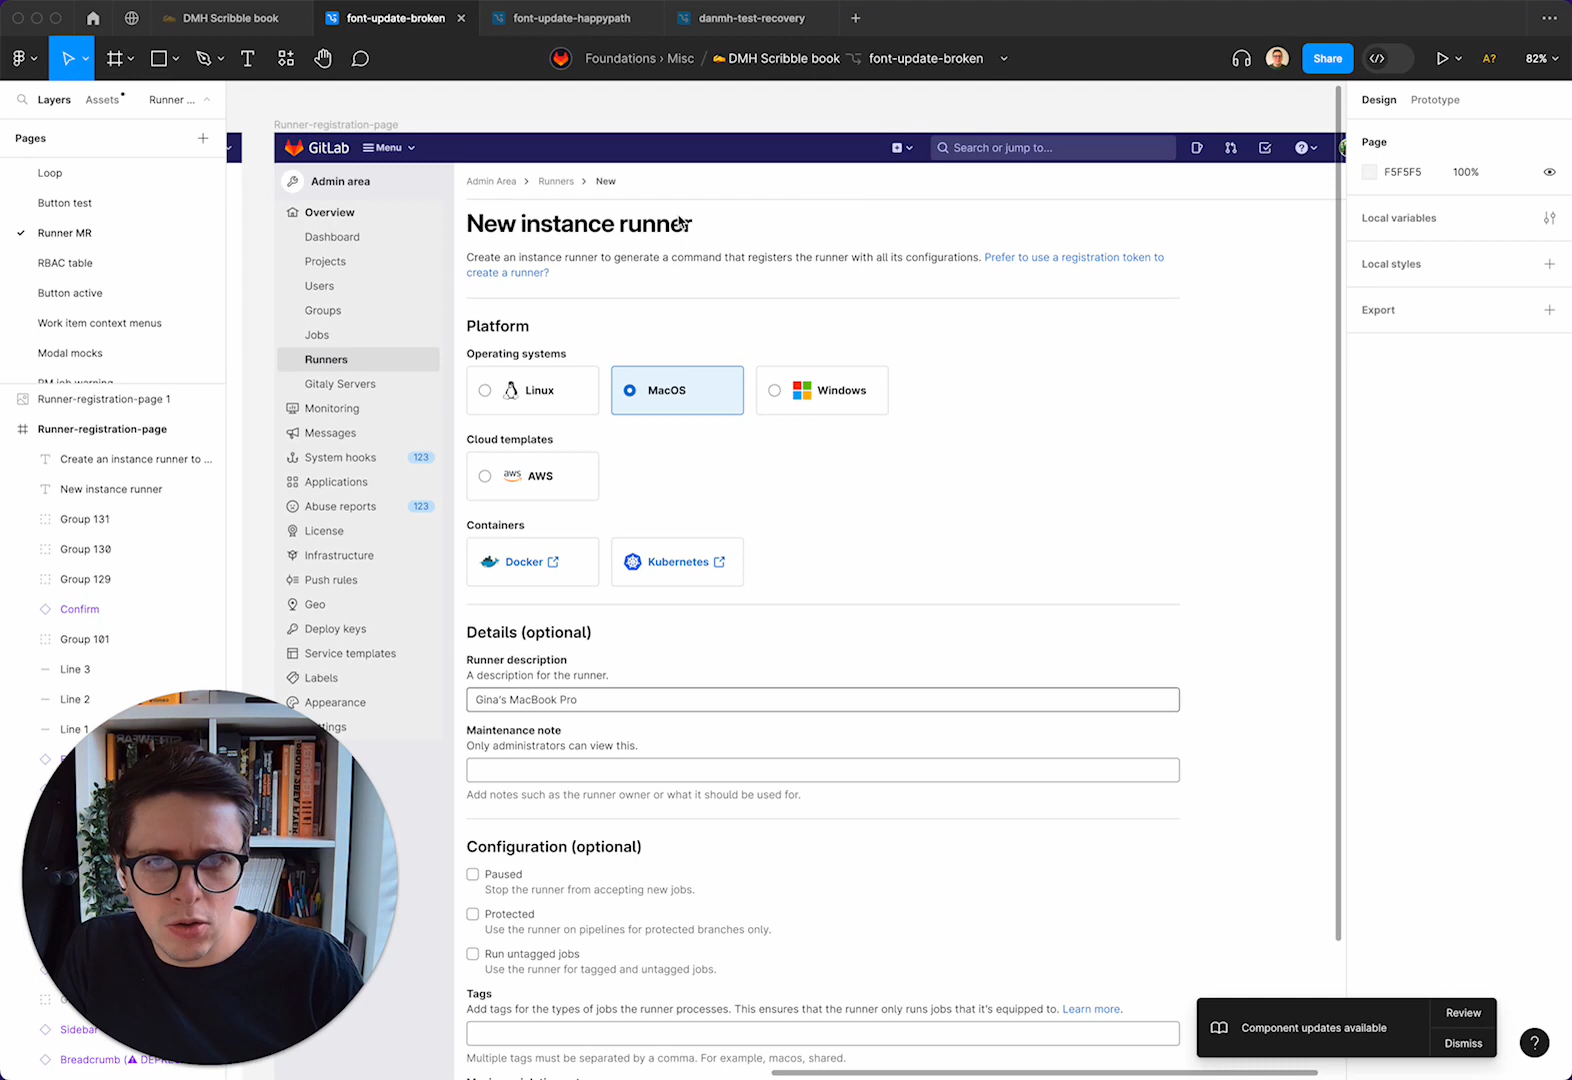 DMH Scribble book
font-update-broken
font-update-happypath
danmh-test-recovery
Foundations › Misc / DMH Scribble book font-update-broken
Share
A?
82%
Layers
Assets
Runner ...
Pages
Loop
Button test
Runner MR
RBAC table
Button active
Work item context menus
Modal mocks
Runner-registration-page 1
Runner-registration-page
Create an instance runner to ...
New instance runner
Group 131
Group 130
Group 129
Confirm
Group 101
Line 3
Line 2
Line 1
Sidebar
Breadcrumb (
Runner-registration-page
GitLab
Menu
Search or jump to...
Admin area
Overview
Dashboard
Projects
Users
Groups
Jobs
Runners
Gitaly Servers
Monitoring
Messages
System hooks 123
Applications
Abuse reports 123
License
Infrastructure
Push rules
Geo
Deploy keys
Service templates
Labels
Appearance
Admin Area
Runners
New
New instance runner
Create an instance runner to generate a command that registers the runner with all its configurations. Prefer to use a registration token to
create a runner?
Platform
Operating systems
Linux
MacOS
Windows
Cloud templates
aws AWS
Containers
Docker
Kubernetes
Details (optional)
Runner description
A description for the runner.
Gina's MacBook Pro
Maintenance note
Only administrators can view this.
Add notes such as the runner owner or what it should be used for.
Configuration (optional)
Paused
Stop the runner from accepting new jobs.
Protected
Use the runner on pipelines for protected branches only.
Run untagged jobs
Use the runner for tagged and untagged jobs.
Tags
Add tags for the types of jobs the runner processes. This ensures that the runner only runs jobs that it's equipped to. Learn more.
Multiple tags must be separated by a comma. For example, macos, shared.
Design
Prototype
Page
F5F5F5
100%
Local variables
Local styles
Export
Component updates available
Review
Dismiss
?